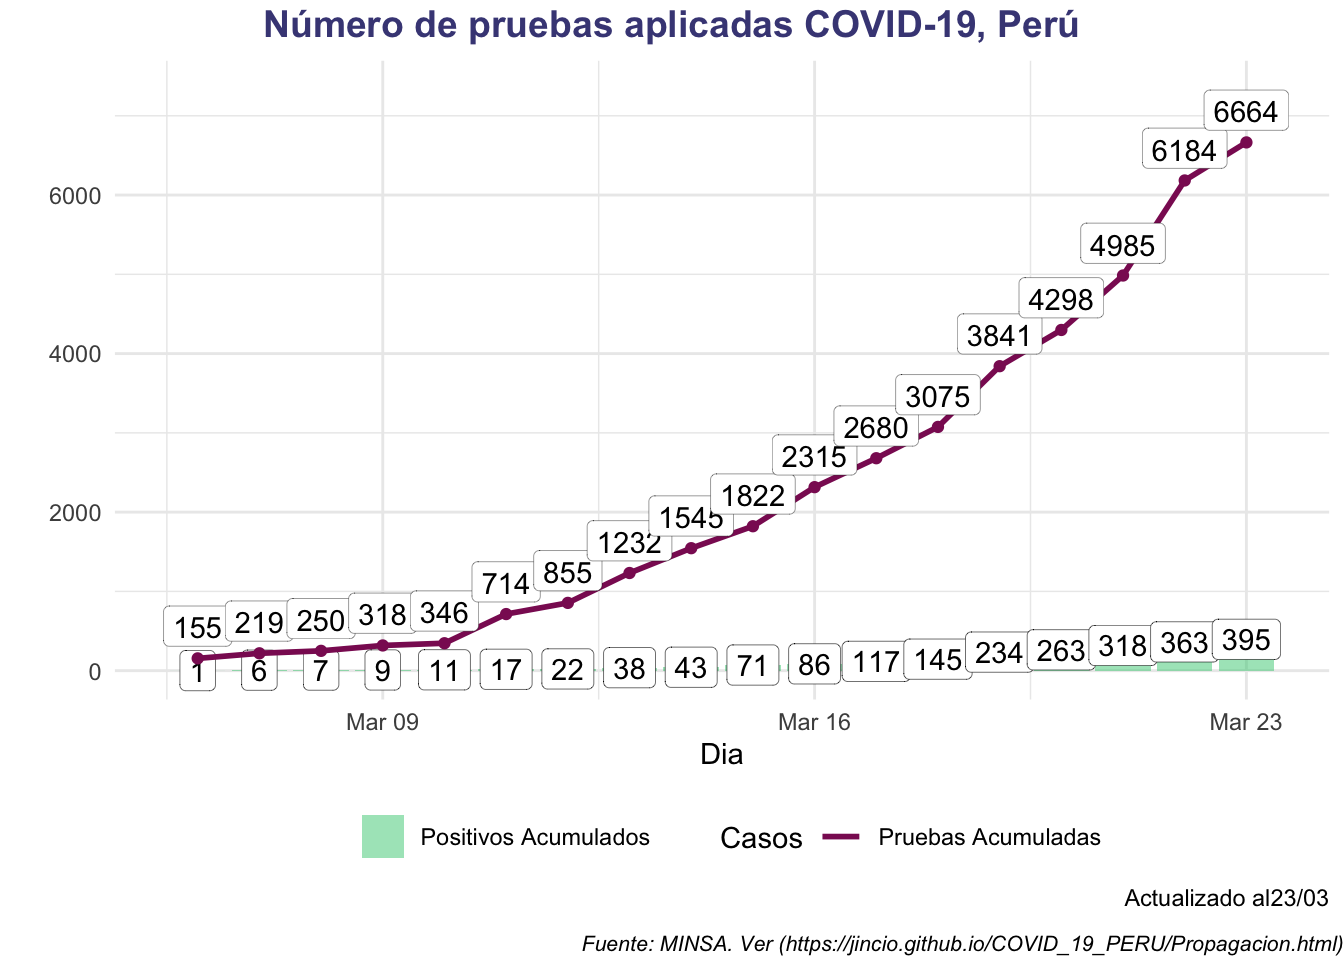 Número de pruebas aplicadas COVID-19, Perú
6000
4000
2000
0
155 219 250 318 346 714 855 1232 1545 1822 2315 2680 3075 3841 4298 4985 6184 6664
1 6 7 9 11 17 22 38 43 71 86 117 145 234 263 318 363 395
Mar 09 Mar 16 Mar 23
Dia
Positivos Acumulados Casos Pruebas Acumuladas
Actualizado al23/03
Fuente: MINSA. Ver (https://jincio.github.io/COVID_19_PERU/Propagacion.html)